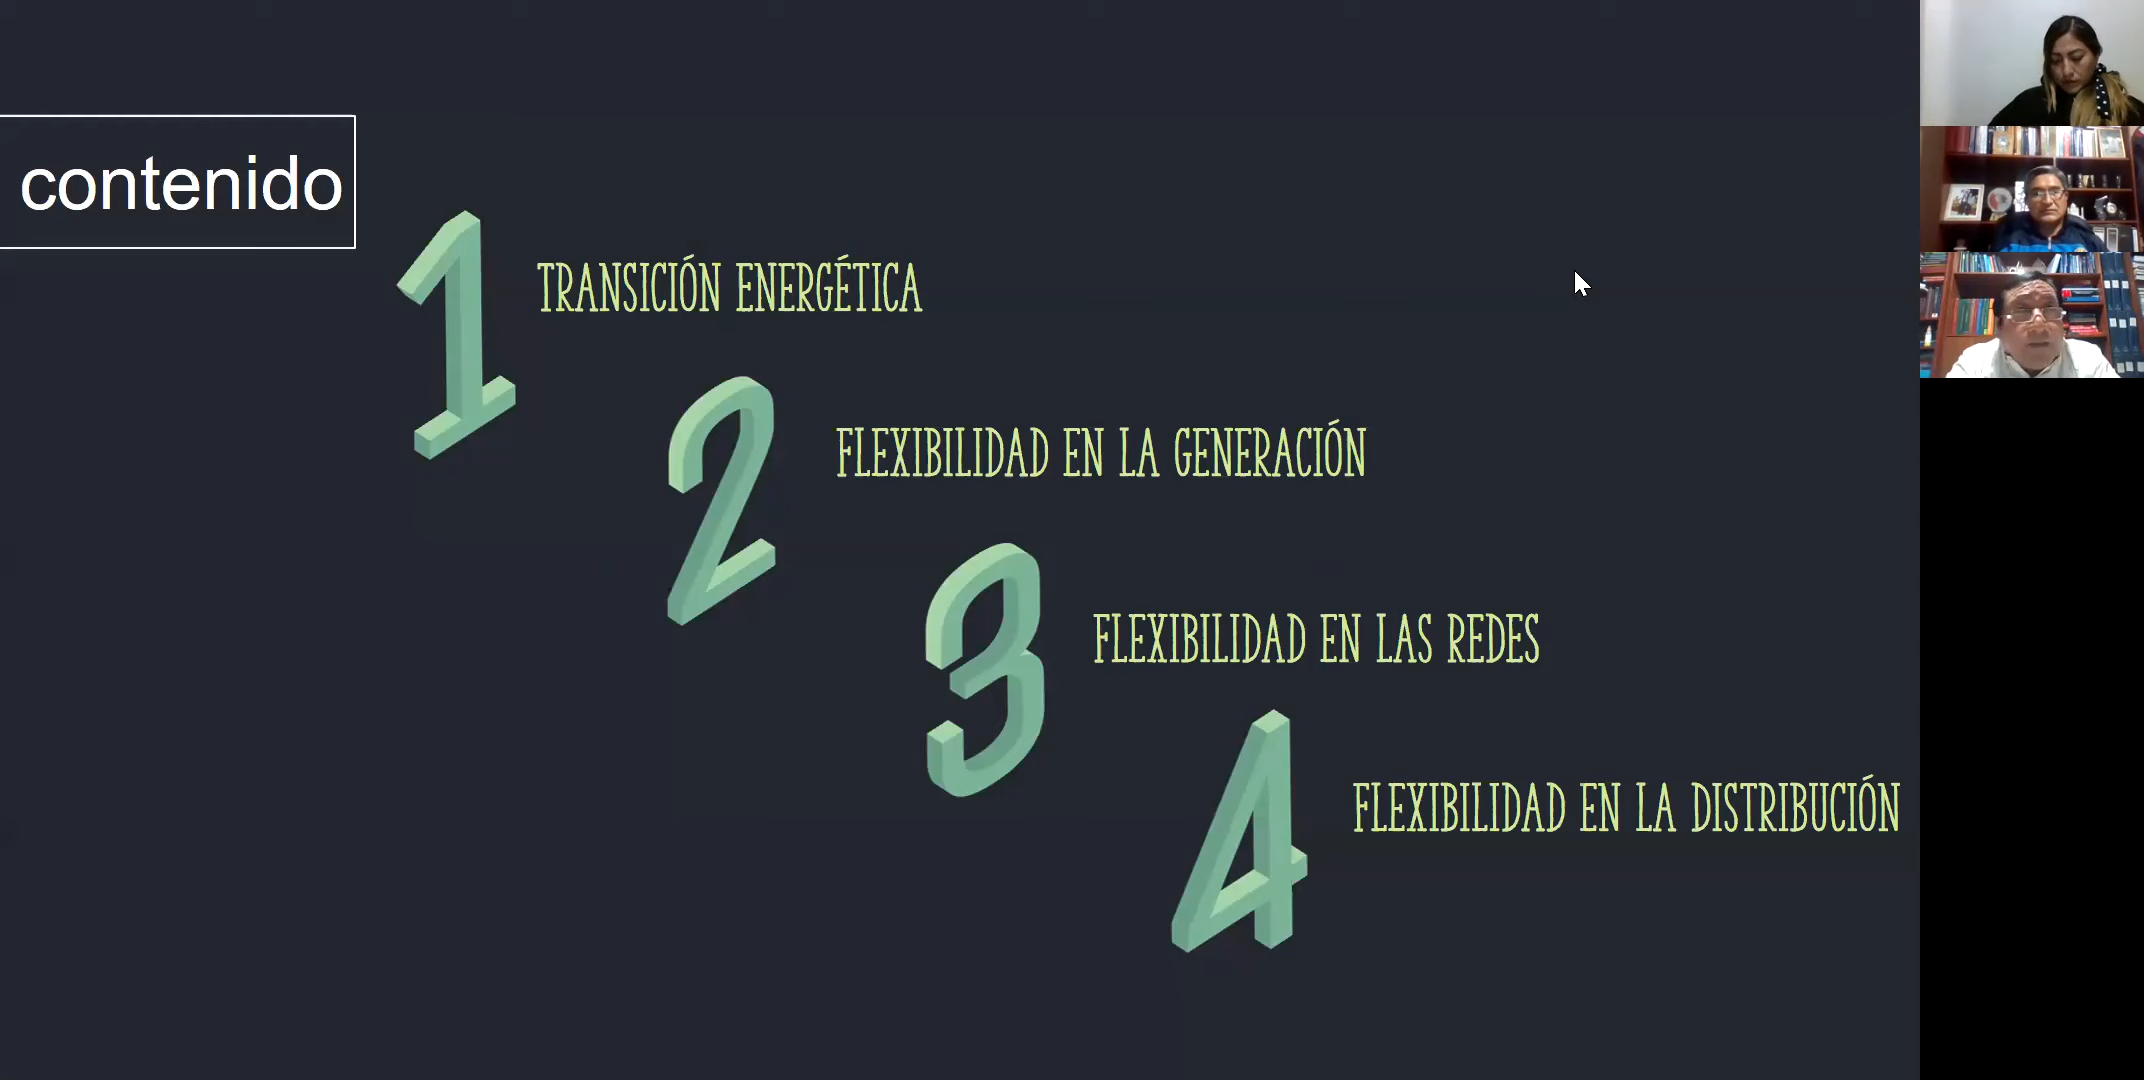 contenido
1
TRANSICIÓN ENERGÉTICA
2
FLEXIBILIDAD EN LA GENERACIÓN
3
FLEXIBILIDAD EN LAS REDES
4
FLEXIBILIDAD EN LA DISTRIBUCIÓN